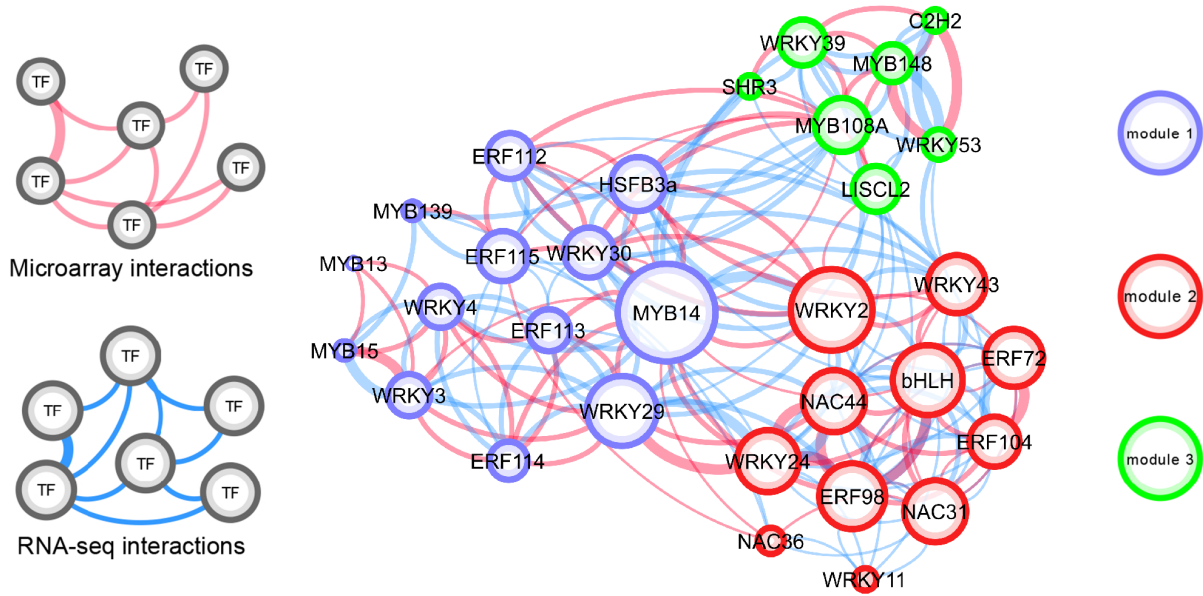 TF
TF
TF
TF
TF
TF
Microarray interactions
TF
TF
TF
TF
TF
TF
RNA-seq interactions
C2H2
WRKY39
MYB148
SHR3
MYB108A
WRKY53
LISCL2
ERF112
HSFB3a
MYB139
ERF115
WRKY30
MYB13
WRKY4
ERF113
MYB14
MYB15
WRKY3
WRKY29
ERF114
WRKY2
WRKY43
ERF72
bHLH
NAC44
ERF104
WRKY24
ERF98
NAC31
NAC36
WRKY11
module 1
module 2
module 3